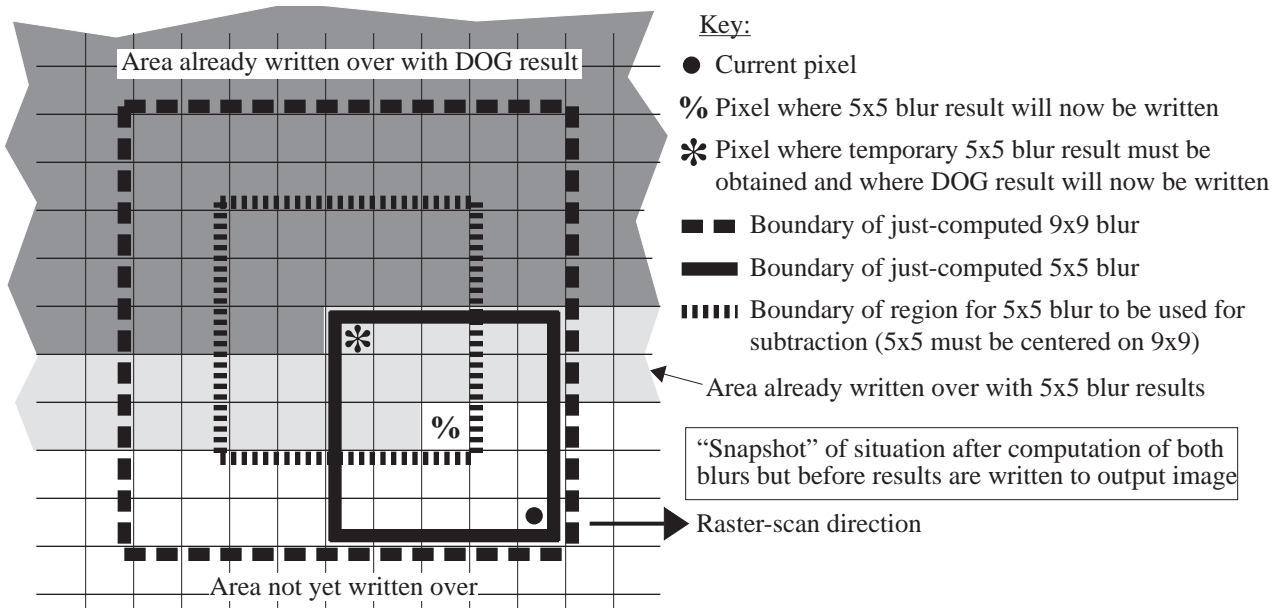 Area already written over with DOG result
%
Area not yet written over
Key:
Current pixel
% Pixel where 5x5 blur result will now be written
* Pixel where temporary 5x5 blur result must be
obtained and where DOG result will now be written
Boundary of just-computed 9x9 blur
Boundary of just-computed 5x5 blur
Boundary of region for 5x5 blur to be used for
subtraction (5x5 must be centered on 9x9)
Area already written over with 5x5 blur results
“Snapshot” of situation after computation of both
blurs but before results are written to output image
Raster-scan direction